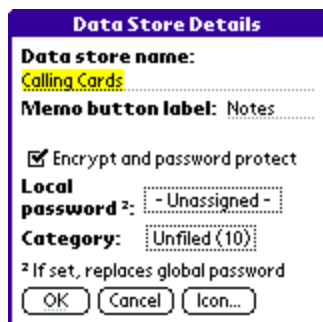 Data Store Details
Data store name:
Calling Cards
Memo button label: Notes
Encrypt and password protect
Local
password ²: - Unassigned -
Category: Unfiled (10)
² If set, replaces global password
OK Cancel Icon...